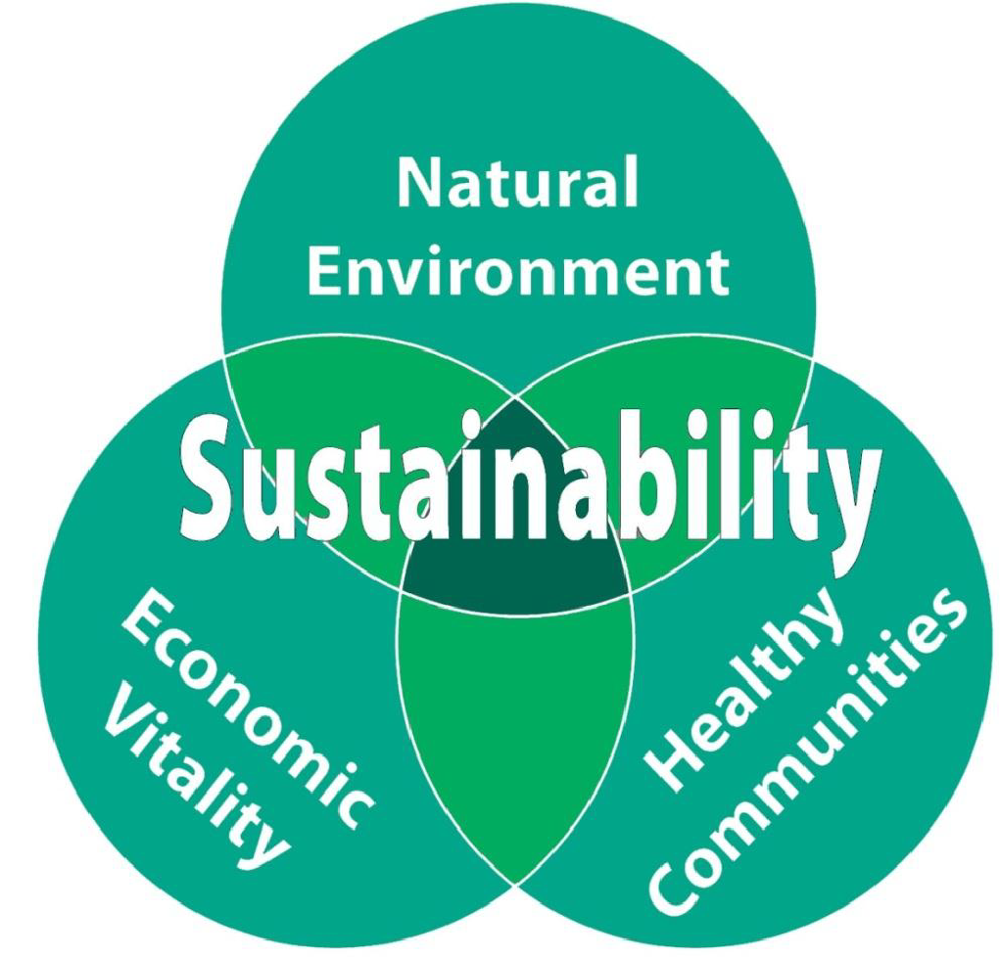 Natural
Environment
Sustainability
Economic
Vitality
Healthy
Communities